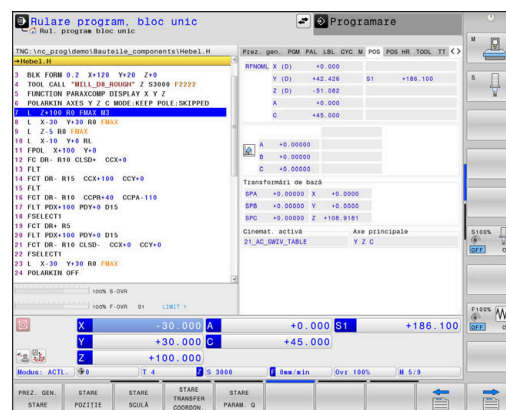 Rulare program, bloc unic
Rul. program bloc unic
Programare
TNC:\nc_prog\demo\Bauteile_components\Hebel.H
→Hebel.H
3 BLK FORM 0.2 X+120 Y+20 Z+0
4 TOOL CALL "MILL_D8_ROUGH" Z S3000 F2222
5 FUNCTION PARAXCOMP DISPLAY X Y Z
6 POLARKIN AXES Y Z C MODE:KEEP POLE:SKIPPED
7 L Z+100 R0 FMAX M3
8 L X-30 Y+30 R0 FMAX
9 L Z-5 R0 FMAX
10 L X-10 Y+0 RL
11 FPOL X+100 Y+0
12 FC DR- R10 CLSD+ CCX+0
13 FLT
14 FCT DR- R15 CCX+100 CCY+0
15 FLT
16 FCT DR- R10 CCPR+40 CCPA-110
17 FLT PDX+100 PDY+0 D15
18 FSELECT1
19 FCT DR+ R5
20 FLT PDX+100 PDY+0 D15
21 FCT DR- R10 CLSD- CCX+0 CCY+0
22 FSELECT1
23 L X-30 Y+30 R0 FMAX
24 POLARKIN OFF
100% S-OVR
100% F-OVR S1 LIMIT 1
Prez. gen. PGM PAL LBL CYC M POS POS HR TOOL TT
RFNOML X (D) +0.000
Y (D) +42.426 S1 +186.100
Z (D) -51.082
A +0.000
C +45.000
A +0.00000
B +0.00000
C +0.00000
Transformări de bază
SPA +0.00000 X +0.0000
SPB +0.00000 Y +0.0000
SPC +0.00000 Z +108.9181
Cinemat. activă Axe principale
21_AC_SWIV_TABLE Y Z C
X -30.000 A +0.000 S1 +186.100
Y +30.000 C +45.000
Z +100.000
Modus: ACTL. 0 T 4 Z S 3000 F 0mm/min Ovr 100% M 5/9
PREZ. GEN. STARE
STARE POZIȚIE
STARE SCULĂ
STARE TRANSFER COORDON.
STARE PARAM. Q
M
S
S100%
OFF
F100%
OFF